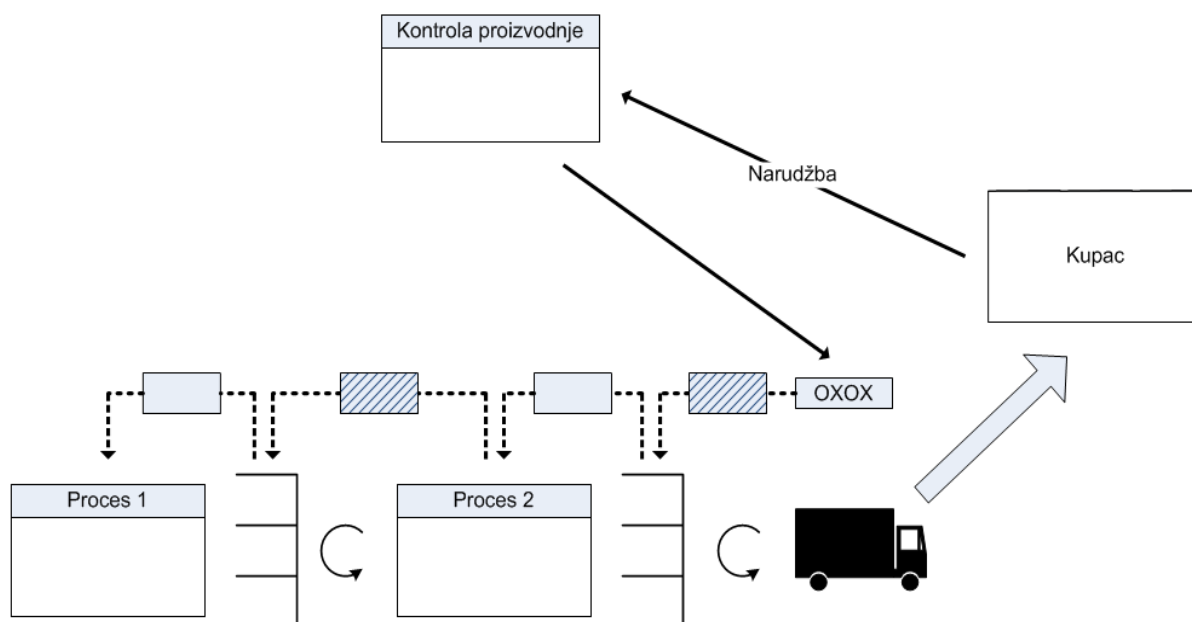 Kontrola proizvodnje
Narudžba
Kupac
OXOX
Proces 1
Proces 2